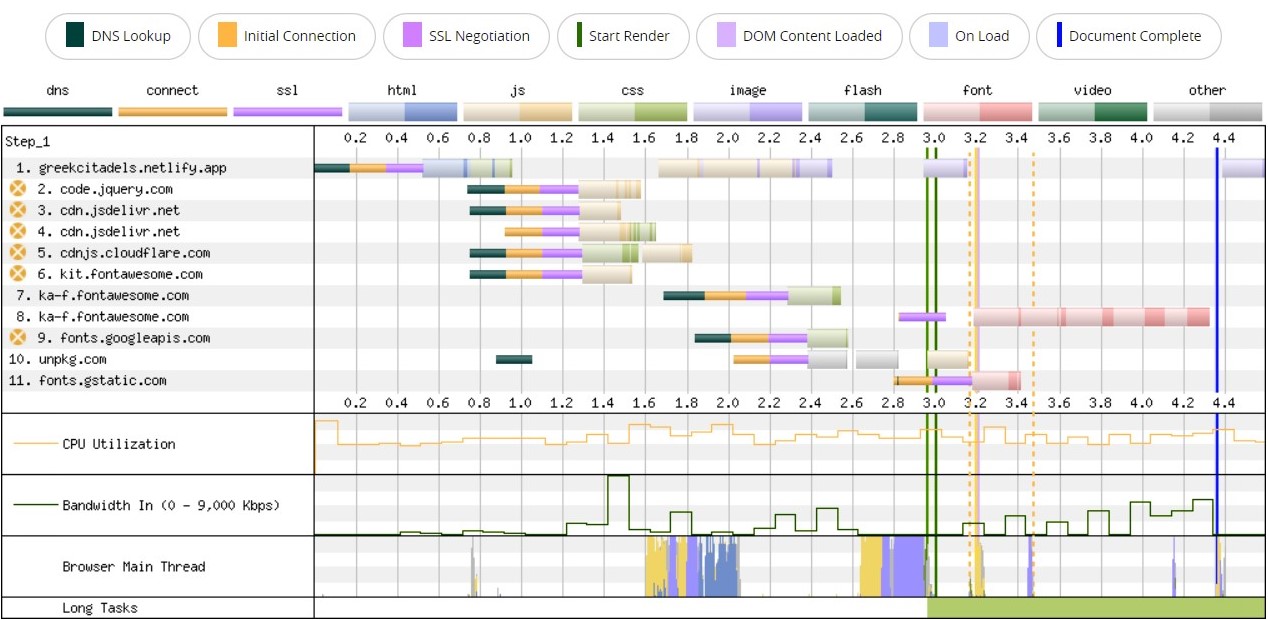 DNS Lookup Initial Connection SSL Negotiation Start Render DOM Content Loaded On Load Document Complete
dns connect ssl html js css image flash font video other
Step_1 0.2 0.4 0.6 0.8 1.0 1.2 1.4 1.6 1.8 2.0 2.2 2.4 2.6 2.8 3.0 3.2 3.4 3.6 3.8 4.0 4.2 4.4
1. greekcitadels.netlify.app
2. code.jquery.com
3. cdn.jsdelivr.net
4. cdn.jsdelivr.net
5. cdnjs.cloudflare.com
6. kit.fontawesome.com
7. ka-f.fontawesome.com
8. ka-f.fontawesome.com
9. fonts.googleapis.com
10. unpkg.com
11. fonts.gstatic.com
0.2 0.4 0.6 0.8 1.0 1.2 1.4 1.6 1.8 2.0 2.2 2.4 2.6 2.8 3.0 3.2 3.4 3.6 3.8 4.0 4.2 4.4
CPU Utilization
Bandwidth In (0 - 9,000 Kbps)
Browser Main Thread
Long Tasks